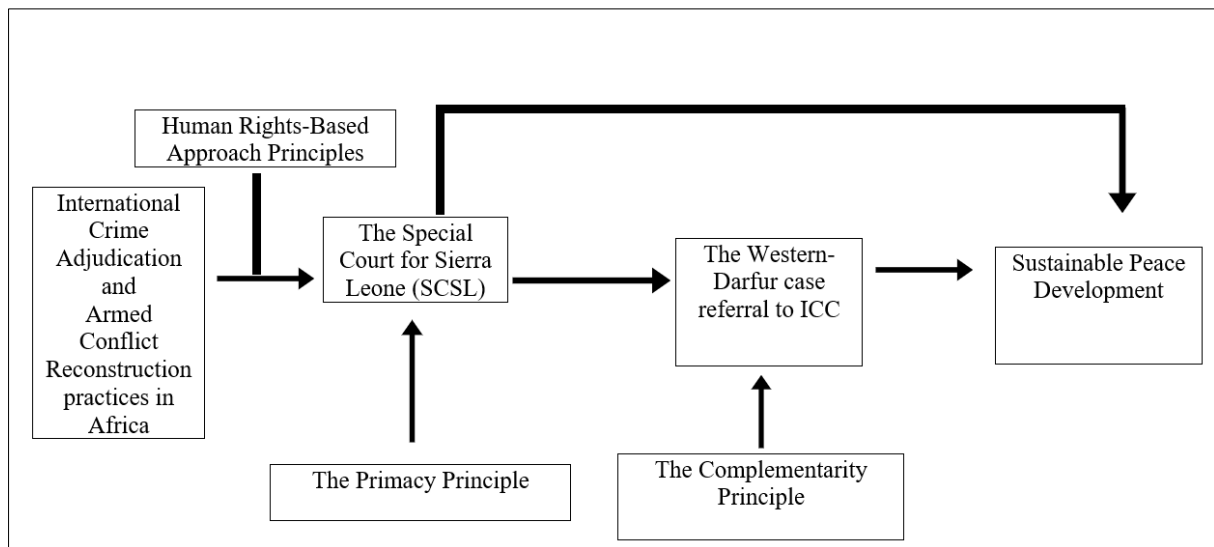 Human Rights-Based
Approach Principles
International
Crime
Adjudication
and
Armed
Conflict
Reconstruction
practices in
Africa
The Special
Court for Sierra
Leone (SCSL)
The Western-
Darfur case
referral to ICC
Sustainable Peace
Development
The Primacy Principle
The Complementarity
Principle